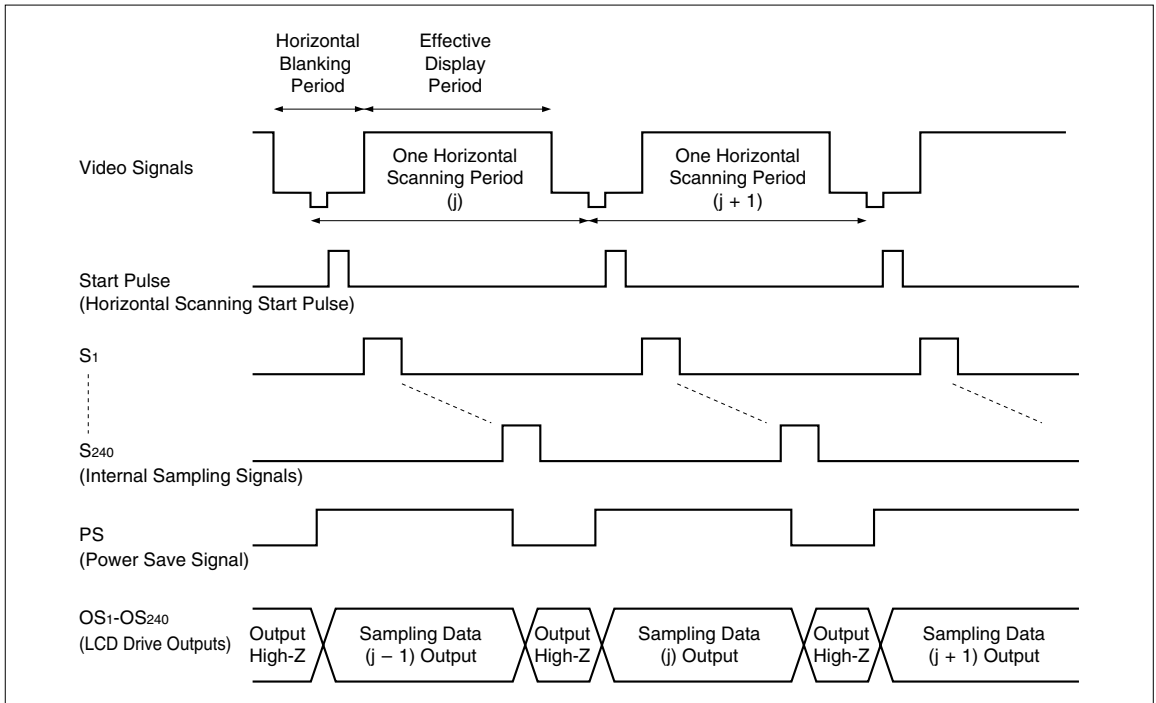 Horizontal
Blanking
Period
Effective
Display
Period
Video Signals
One Horizontal
Scanning Period
(j)
One Horizontal
Scanning Period
(j + 1)
Start Pulse
(Horizontal Scanning Start Pulse)
S1
S240
(Internal Sampling Signals)
PS
(Power Save Signal)
OS1-OS240
(LCD Drive Outputs)
Output
High-Z
Sampling Data
(j − 1) Output
Output
High-Z
Sampling Data
(j) Output
Output
High-Z
Sampling Data
(j + 1) Output